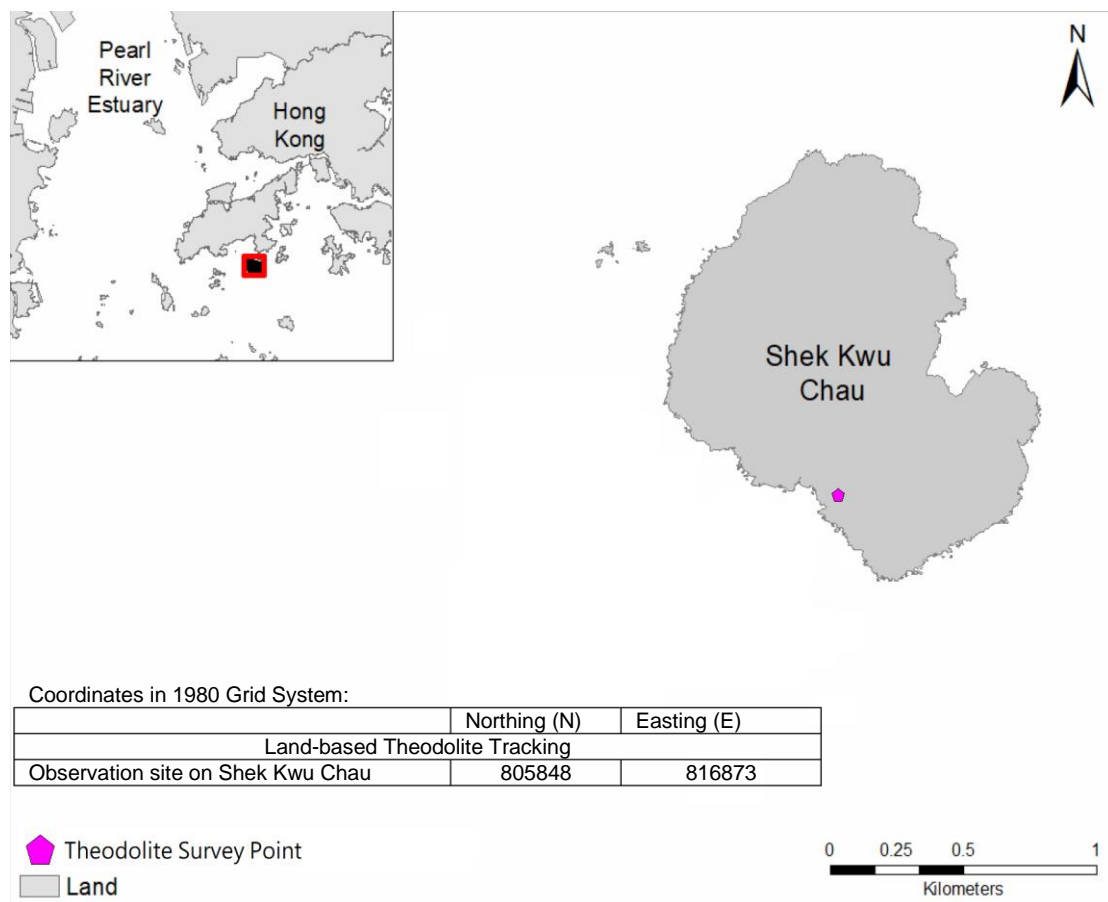 Pearl
River
Estuary
Hong
Kong
N
Shek Kwu
Chau
Coordinates in 1980 Grid System:
Northing (N) Easting (E)
Land-based Theodolite Tracking
Observation site on Shek Kwu Chau 805848 816873
Theodolite Survey Point
Land
0 0.25 0.5 1
Kilometers